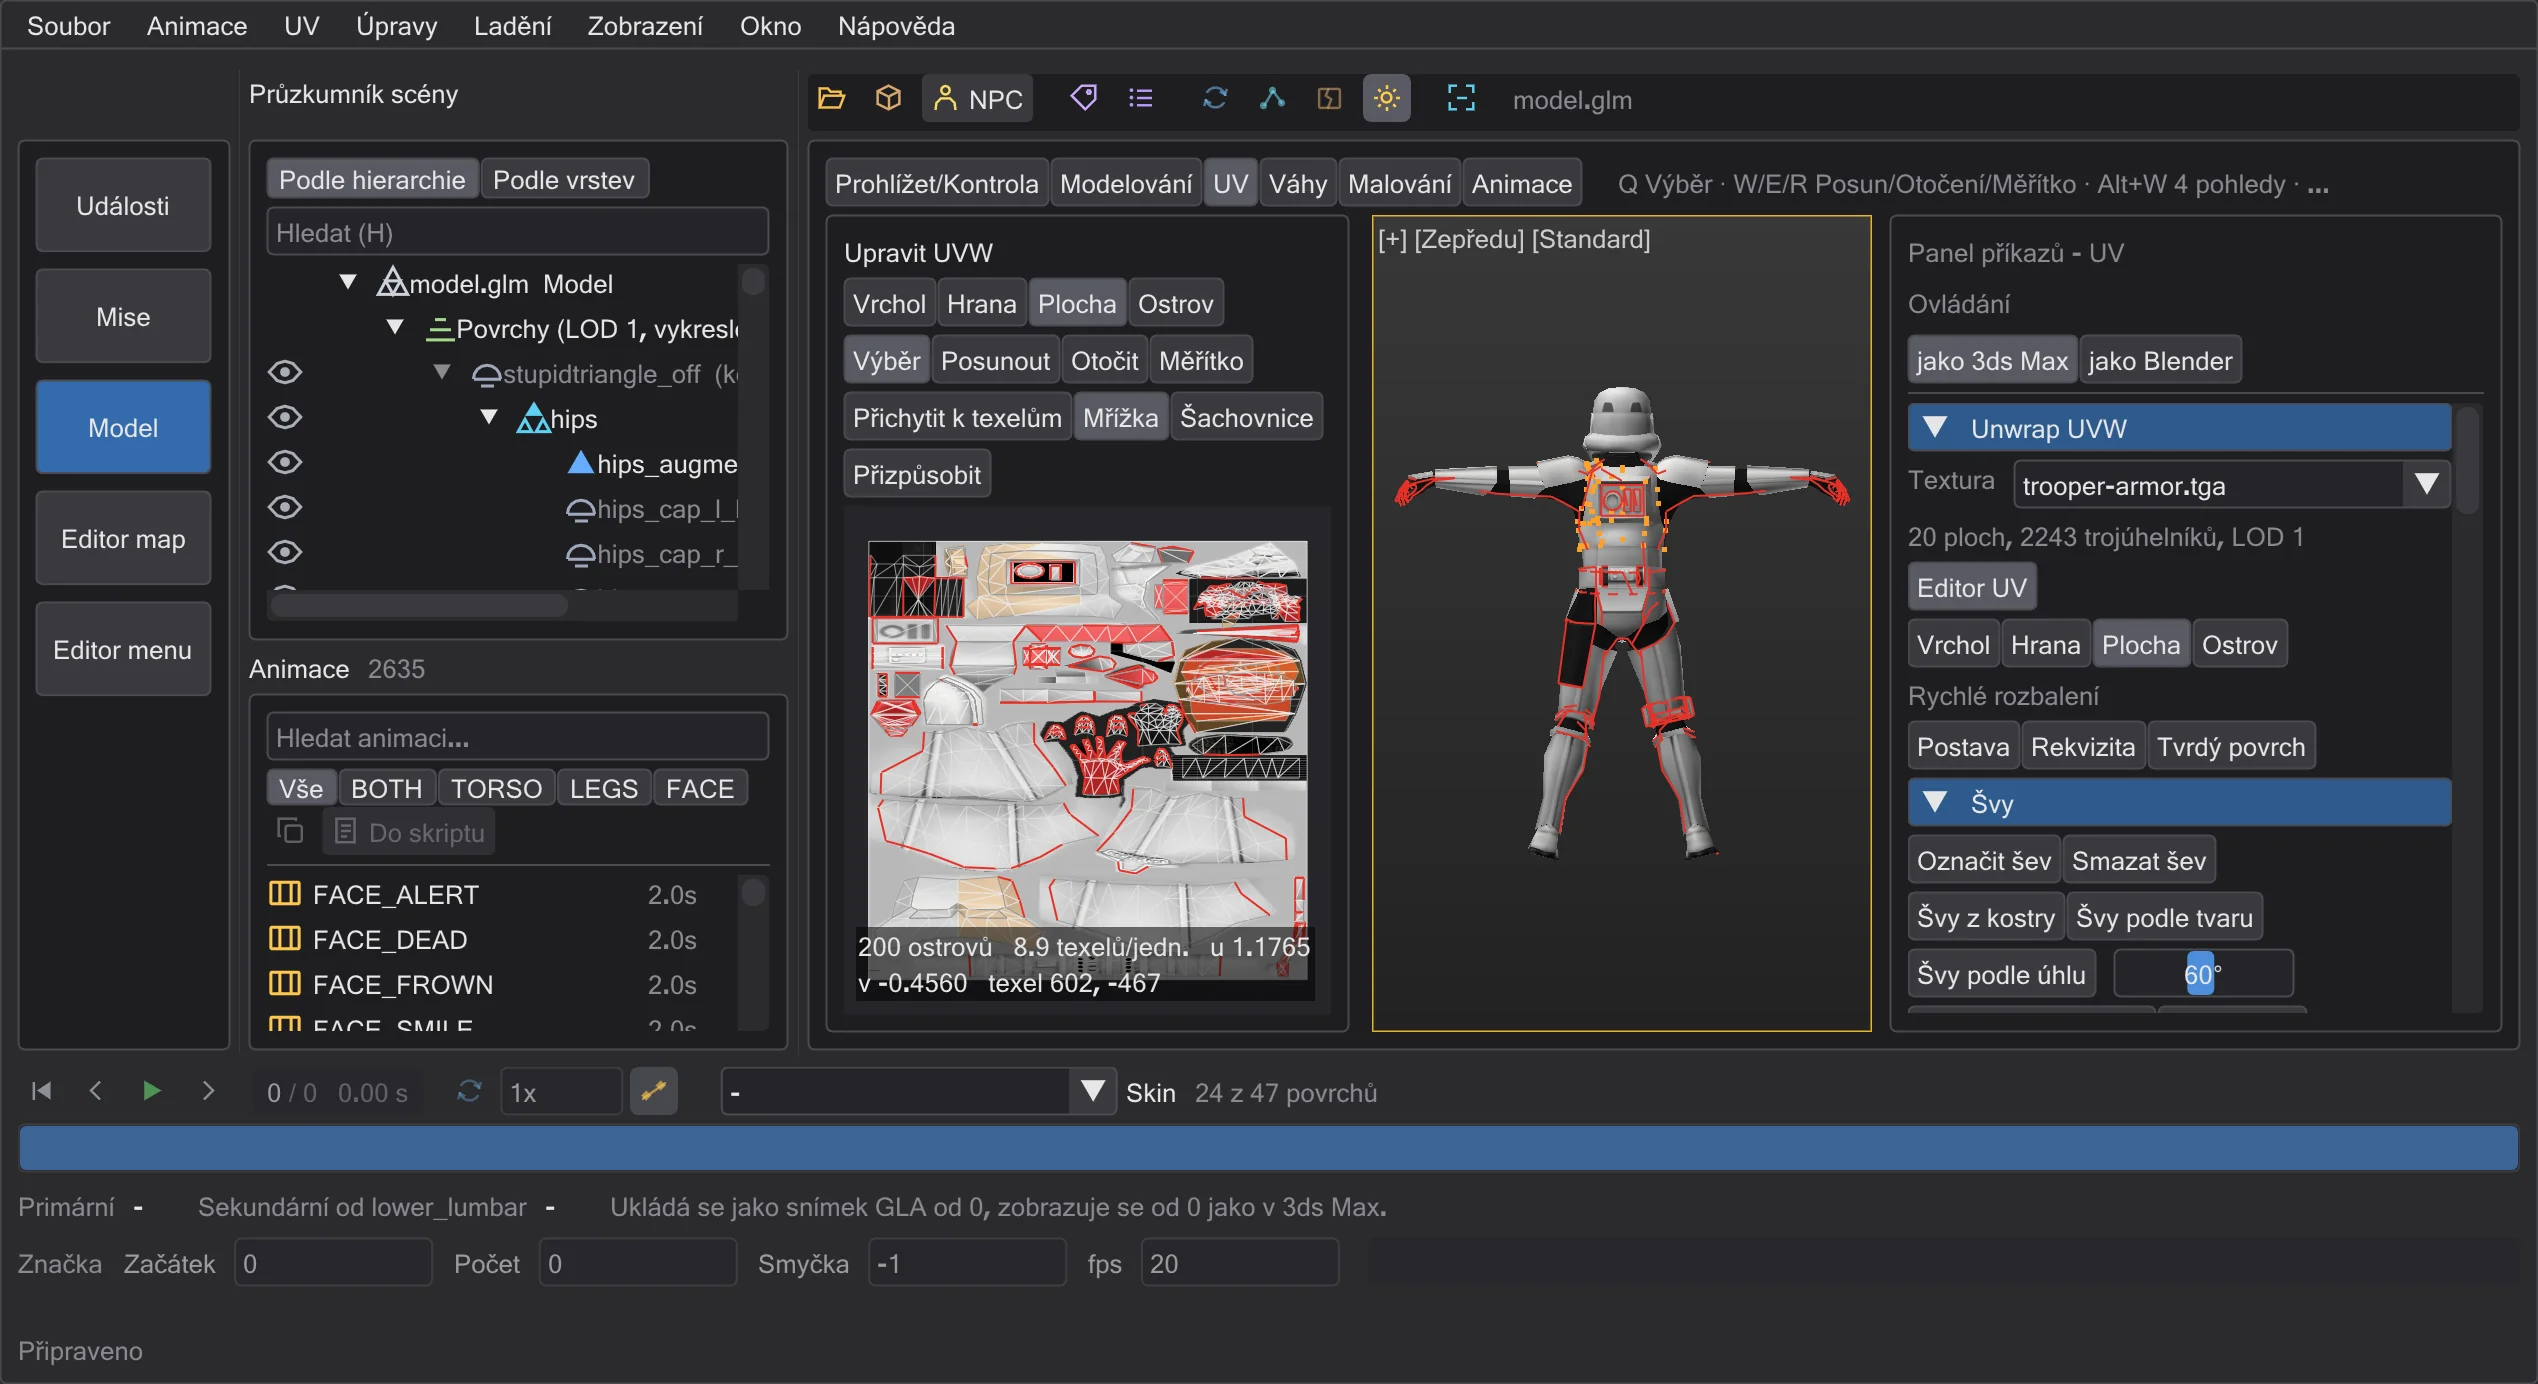 Soubor Animace UV Úpravy Ladění Zobrazení Okno Nápověda
Průzkumník scény
NPC model.glm
Události
Mise
Model
Editor map
Editor menu
Podle hierarchie Podle vrstev
Hledat (H)
model.glm Model
Povrchy (LOD 1, vykresl
stupidtriangle_off
hips
hips_augme
hips_cap_l_
hips_cap_r_
Animace 2635
Hledat animaci...
Vše BOTH TORSO LEGS FACE
Do skriptu
FACE_ALERT 2.0s
FACE_DEAD 2.0s
FACE_FROWN 2.0s
FACE_SMILE 2.0s
Prohlížet/Kontrola Modelování UV Váhy Malování Animace Q Výběr · W/E/R Posun/Otočení/Měřítko · Alt+W 4 pohledy · ...
Upravit UVW
Vrchol Hrana Plocha Ostrov
Výběr Posunout Otočit Měřítko
Přichytit k texelům Mřížka Šachovnice
Přizpůsobit
200 ostrovů 8.9 texelů/jedn. u 1.1765
v -0.4560 texel 602, -467
[+] [Zepředu] [Standard]
Panel příkazů - UV
Ovládání
jako 3ds Max jako Blender
Unwrap UVW
Textura trooper-armor.tga
20 ploch, 2243 trojúhelníků, LOD 1
Editor UV
Vrchol Hrana Plocha Ostrov
Rychlé rozbalení
Postava Rekvizita Tvrdý povrch
Švy
Označit šev Smazat šev
Švy z kostry Švy podle tvaru
Švy podle úhlu 60°
0 / 0 0.00 s 1x - Skin 24 z 47 povrchů
Primární - Sekundární od lower_lumbar - Ukládá se jako snímek GLA od 0, zobrazuje se od 0 jako v 3ds Max.
Značka Začátek 0 Počet 0 Smyčka -1 fps 20
Připraveno